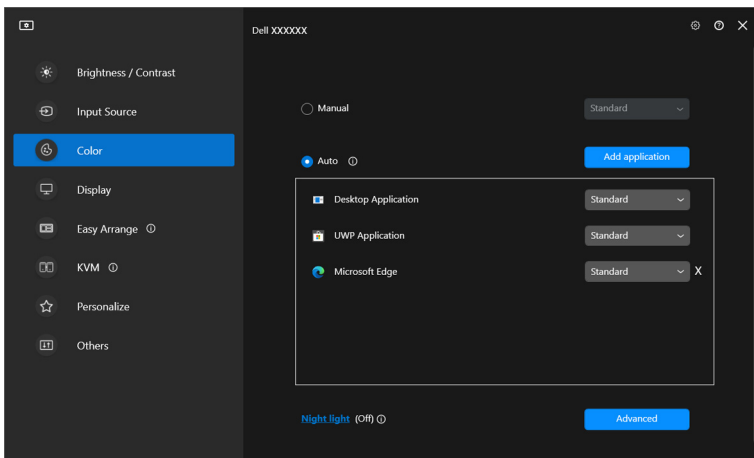 Dell XXXXXX
Brightness / Contrast
Input Source
Color
Display
Easy Arrange
KVM
Personalize
Others
Manual
Standard
Auto
Add application
Desktop Application
Standard
UWP Application
Standard
Microsoft Edge
Standard
X
Night light (Off)
Advanced